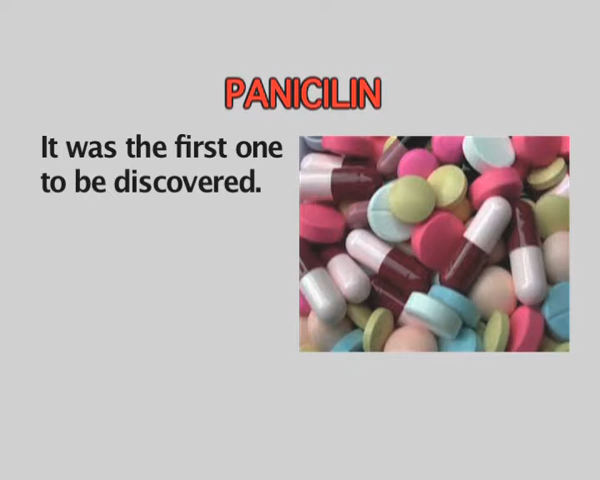 PANICILIN
It was the first one
to be discovered.